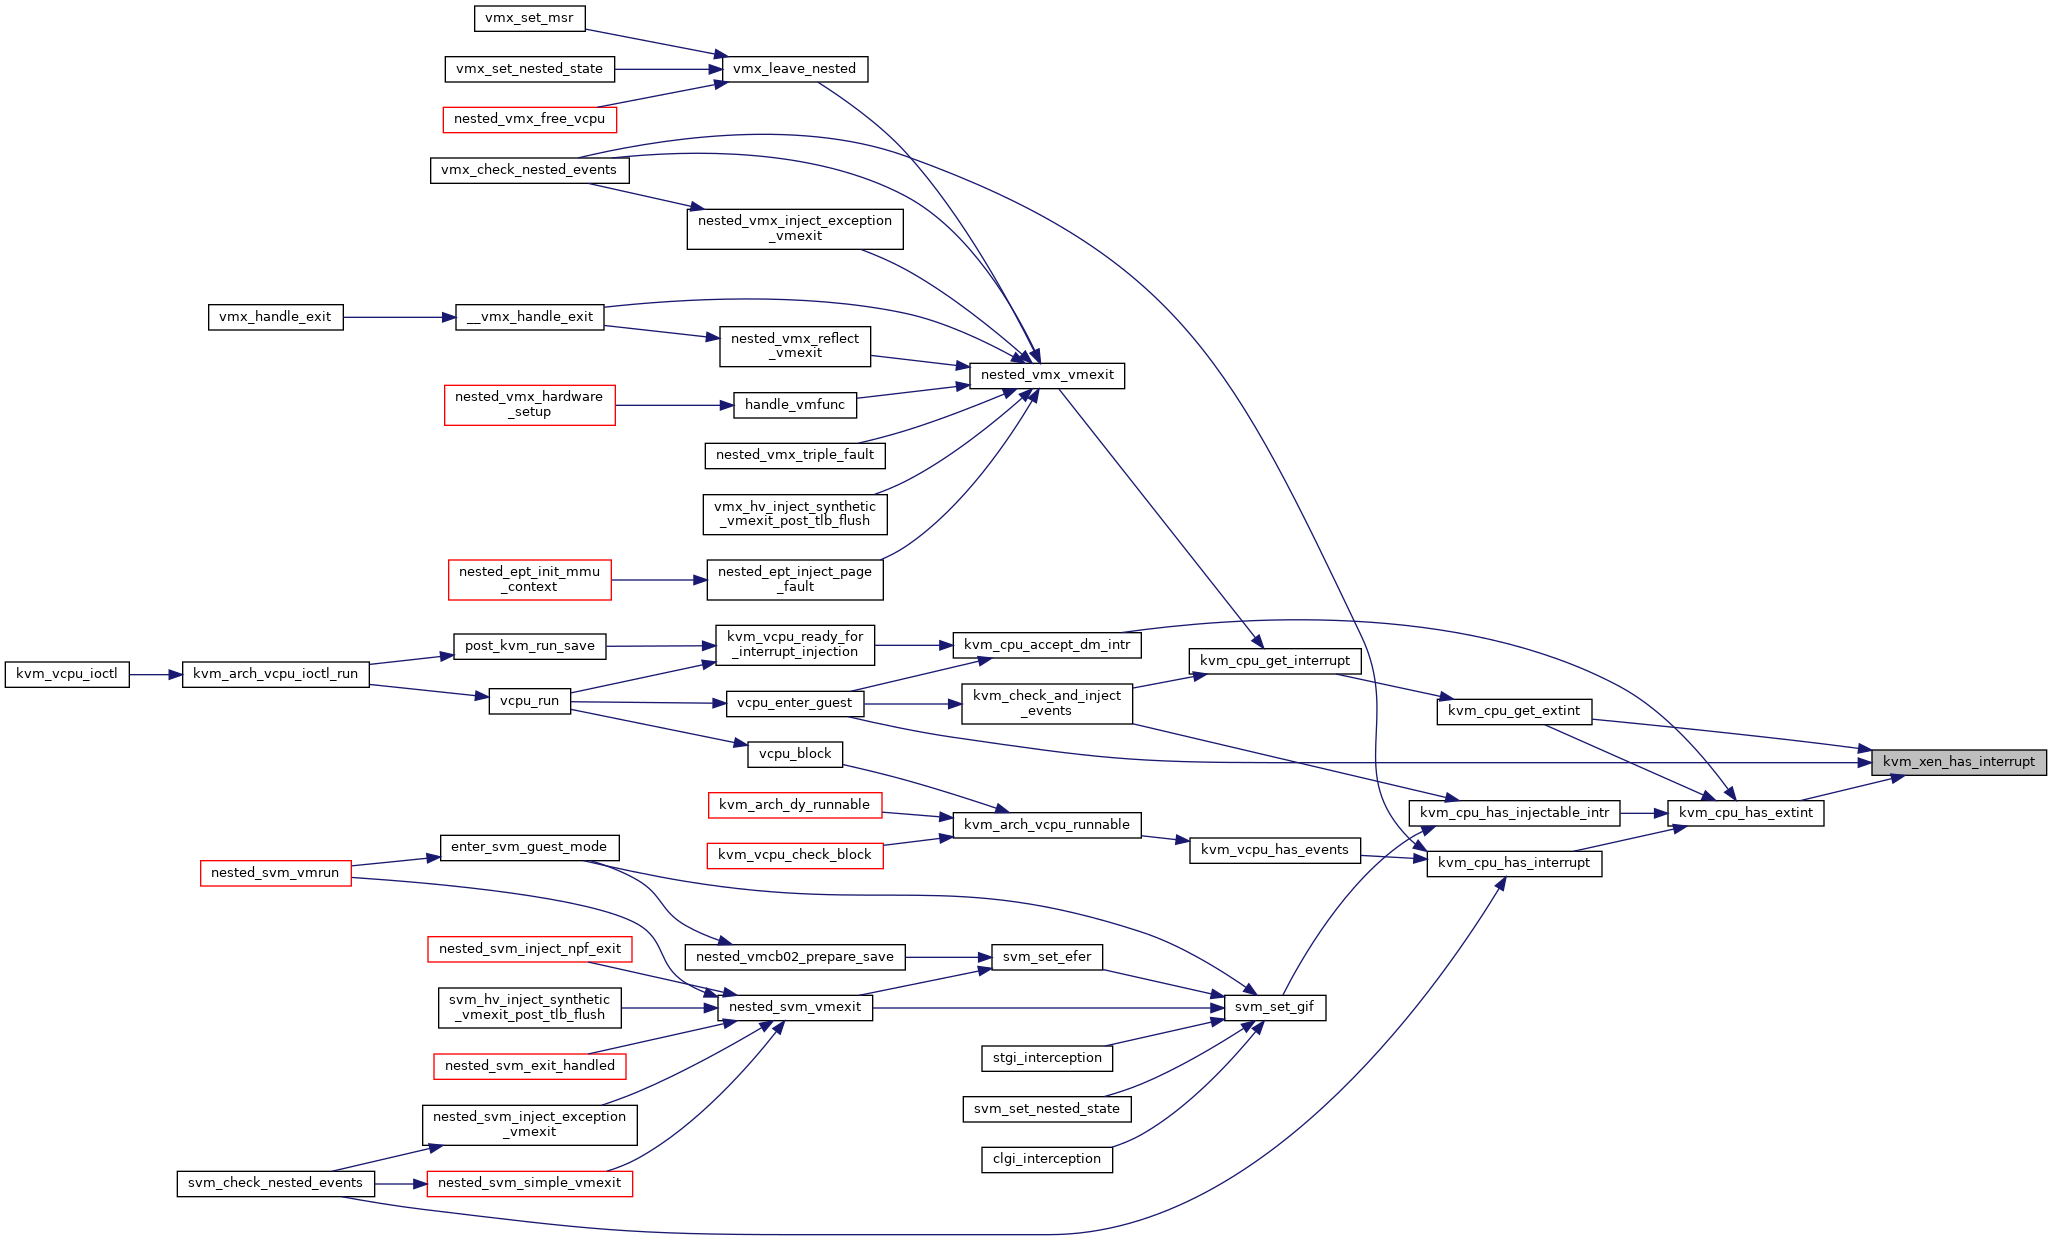 vmx_set_msr
vmx_set_nested_state
vmx_leave_nested
nested_vmx_free_vcpu
vmx_check_nested_events
nested_vmx_inject_exception
_vmexit
vmx_handle_exit
__vmx_handle_exit
nested_vmx_reflect
_vmexit
nested_vmx_vmexit
nested_vmx_hardware
_setup
handle_vmfunc
nested_vmx_triple_fault
vmx_hv_inject_synthetic
_vmexit_post_tlb_flush
nested_ept_init_mmu
_context
nested_ept_inject_page
_fault
kvm_vcpu_ioctl
kvm_arch_vcpu_ioctl_run
post_kvm_run_save
vcpu_run
kvm_vcpu_ready_for
_interrupt_injection
kvm_cpu_accept_dm_intr
kvm_cpu_get_interrupt
vcpu_enter_guest
kvm_check_and_inject
_events
kvm_cpu_get_extint
vcpu_block
kvm_xen_has_interrupt
kvm_arch_dy_runnable
kvm_arch_vcpu_runnable
kvm_cpu_has_injectable_intr
kvm_cpu_has_extint
kvm_vcpu_check_block
kvm_vcpu_has_events
kvm_cpu_has_interrupt
enter_svm_guest_mode
nested_svm_vmrun
nested_svm_inject_npf_exit
nested_vmcb02_prepare_save
svm_set_efer
svm_hv_inject_synthetic
_vmexit_post_tlb_flush
nested_svm_vmexit
svm_set_gif
nested_svm_exit_handled
stgi_interception
nested_svm_inject_exception
_vmexit
svm_set_nested_state
clgi_interception
svm_check_nested_events
nested_svm_simple_vmexit